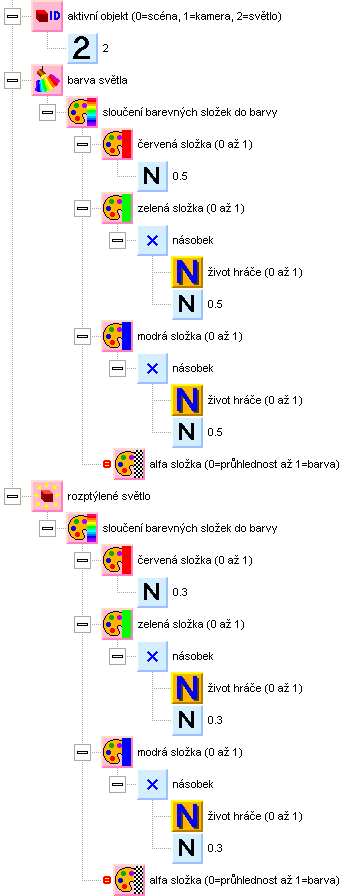 ID aktivní objekt (0=scéna, 1=kamera, 2=světlo)
2 2
barva světla
sloučení barevných složek do barvy
červená složka (0 až 1)
N 0.5
zelená složka (0 až 1)
× násobek
N život hráče (0 až 1)
N 0.5
modrá složka (0 až 1)
× násobek
N život hráče (0 až 1)
N 0.5
alfa složka (0=průhlednost až 1=barva)
rozptýlené světlo
sloučení barevných složek do barvy
červená složka (0 až 1)
N 0.3
zelená složka (0 až 1)
× násobek
N život hráče (0 až 1)
N 0.3
modrá složka (0 až 1)
× násobek
N život hráče (0 až 1)
N 0.3
alfa složka (0=průhlednost až 1=barva)